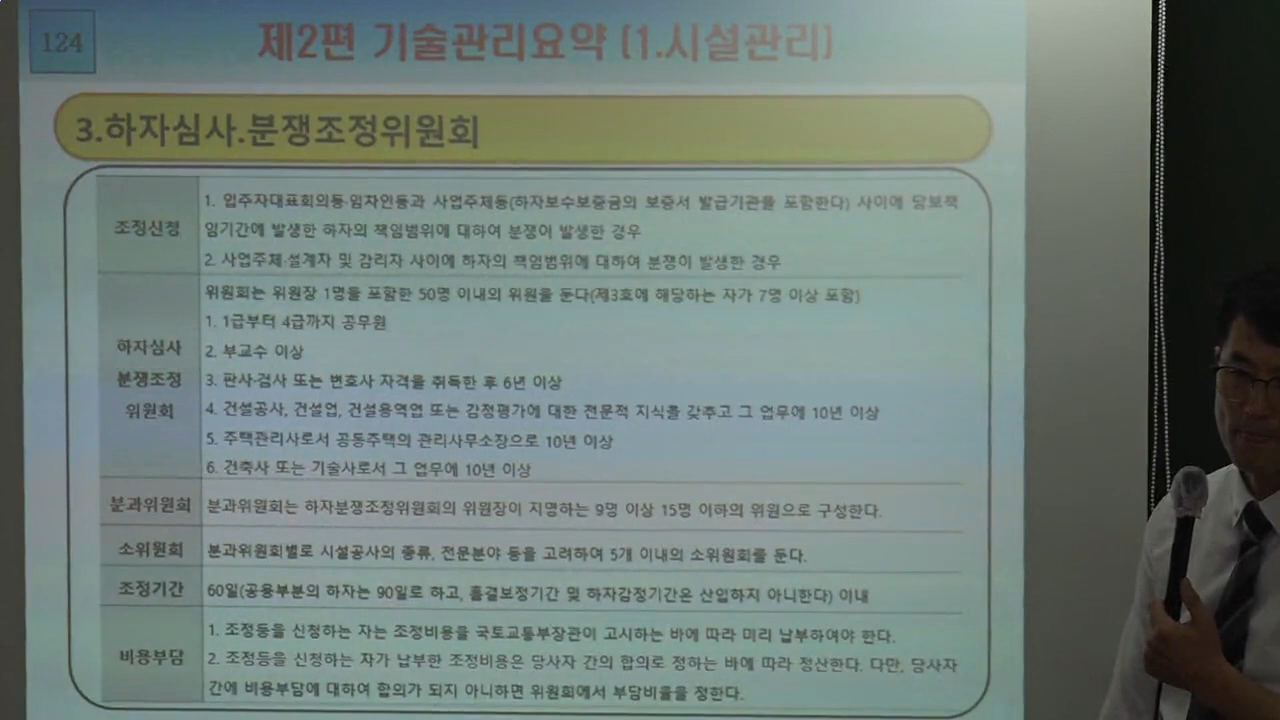 124
제2편 기술관리요약 (1.시설관리)
3.하자심사.분쟁조정위원회
조정신청
1. 입주자대표회의등·임차인등과 사업주체등(하자보수보증금의 보증서 발급기관을 포함한다) 사이에 담보책
임기간에 발생한 하자의 책임범위에 대하여 분쟁이 발생한 경우
2. 사업주체·설계자 및 감리자 사이에 하자의 책임범위에 대하여 분쟁이 발생한 경우
하자심사
분쟁조정
위원회
위원회는 위원장 1명을 포함한 50명 이내의 위원을 둔다(제3호에 해당하는 자가 7명 이상 포함)
1. 1급부터 4급까지 공무원
2. 부교수 이상
3. 판사·검사 또는 변호사 자격을 취득한 후 6년 이상
4. 건설공사, 건설업, 건설용역업 또는 감정평가에 대한 전문적 지식을 갖추고 그 업무에 10년 이상
5. 주택관리사로서 공동주택의 관리사무소장으로 10년 이상
6. 건축사 또는 기술사로서 그 업무에 10년 이상
분과위원회
분과위원회는 하자분쟁조정위원회의 위원장이 지명하는 9명 이상 15명 이하의 위원으로 구성한다.
소위원회
분과위원회별로 시설공사의 종류, 전문분야 등을 고려하여 5개 이내의 소위원회를 둔다.
조정기간
60일(공용부분의 하자는 90일로 하고, 흠결보정기간 및 하자감정기간은 산입하지 아니한다) 이내
비용부담
1. 조정등을 신청하는 자는 조정비용을 국토교통부장관이 고시하는 바에 따라 미리 납부하여야 한다.
2. 조정등을 신청하는 자가 납부한 조정비용은 당사자 간의 합의로 정하는 바에 따라 정산한다. 다만, 당사자
간에 비용부담에 대하여 합의가 되지 아니하면 위원회에서 부담비율을 정한다.